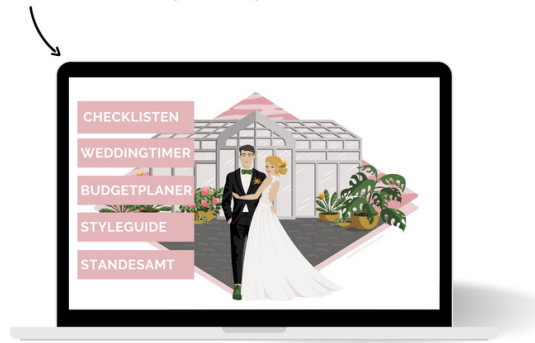 CHECKLISTEN
WEDDINGTIMER
BUDGETPLANER
STYLEGUIDE
STANDESAMT